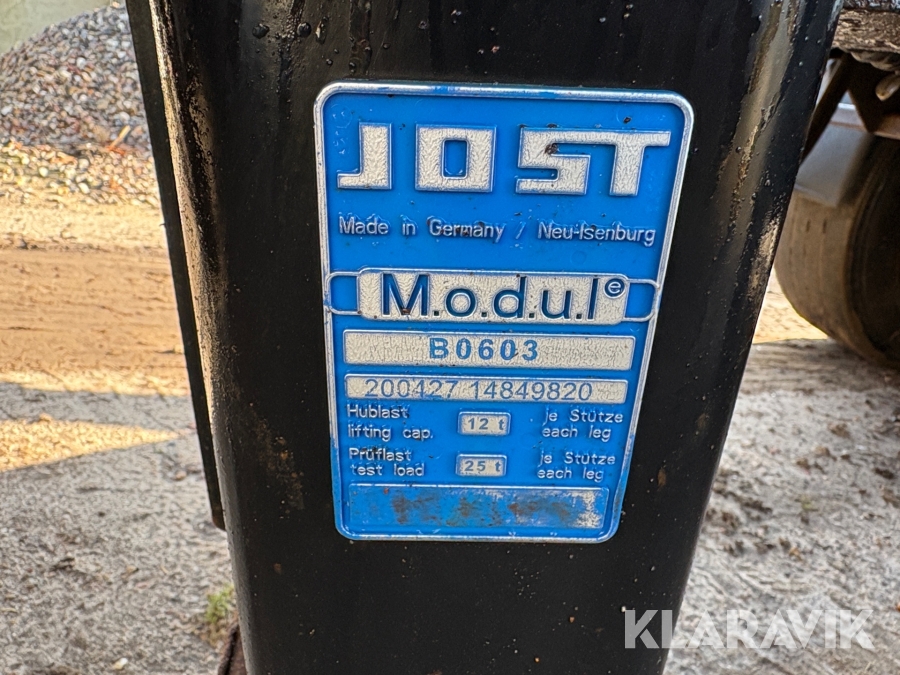 JOST
Made in Germany / Neu-Isenburg
M.o.d.u.l e
B0603
200427 14849820
Hublast 12 t je Stütze
lifting cap. each leg
Prüflast 25 t je Stütze
test load each leg
KLARAVIK